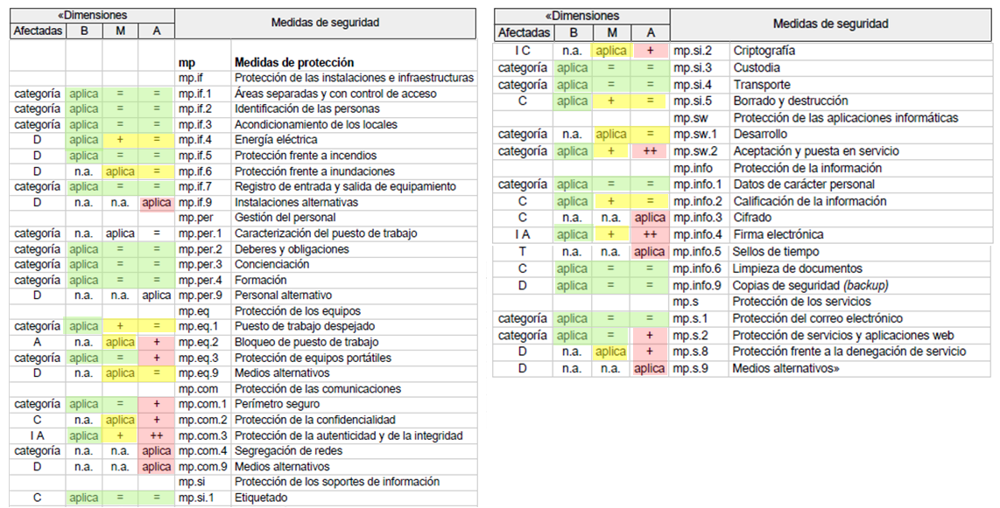 «Dimensiones Medidas de seguridad
Afectadas B M A
mp Medidas de protección
mp.if Protección de las instalaciones e infraestructuras
categoría aplica = = mp.if.1 Áreas separadas y con control de acceso
categoría aplica = = mp.if.2 Identificación de las personas
categoría aplica = = mp.if.3 Acondicionamiento de los locales
D aplica + = mp.if.4 Energía eléctrica
D aplica = = mp.if.5 Protección frente a incendios
D n.a. aplica = mp.if.6 Protección frente a inundaciones
categoría aplica = = mp.if.7 Registro de entrada y salida de equipamiento
D n.a. n.a. aplica mp.if.9 Instalaciones alternativas
mp.per Gestión del personal
categoría n.a. aplica = mp.per.1 Caracterización del puesto de trabajo
categoría aplica = = mp.per.2 Deberes y obligaciones
categoría aplica = = mp.per.3 Concienciación
categoría aplica = = mp.per.4 Formación
D n.a. n.a. aplica mp.per.9 Personal alternativo
mp.eq Protección de los equipos
categoría aplica + = mp.eq.1 Puesto de trabajo despejado
A n.a. aplica + mp.eq.2 Bloqueo de puesto de trabajo
categoría aplica = + mp.eq.3 Protección de equipos portátiles
D n.a. aplica = mp.eq.9 Medios alternativos
mp.com Protección de las comunicaciones
categoría aplica = + mp.com.1 Perímetro seguro
C n.a. aplica + mp.com.2 Protección de la confidencialidad
I A aplica + ++ mp.com.3 Protección de la autenticidad y de la integridad
categoría n.a. n.a. aplica mp.com.4 Segregación de redes
D n.a. n.a. aplica mp.com.9 Medios alternativos
mp.si Protección de los soportes de información
C aplica = = mp.si.1 Etiquetado
«Dimensiones Medidas de seguridad
Afectadas B M A
I C n.a. aplica + mp.si.2 Criptografía
categoría aplica = = mp.si.3 Custodia
categoría aplica = = mp.si.4 Transporte
C aplica + = mp.si.5 Borrado y destrucción
mp.sw Protección de las aplicaciones informáticas
categoría n.a. aplica = mp.sw.1 Desarrollo
categoría aplica + ++ mp.sw.2 Aceptación y puesta en servicio
mp.info Protección de la información
categoría aplica = = mp.info.1 Datos de carácter personal
C aplica + = mp.info.2 Calificación de la información
C n.a. n.a. aplica mp.info.3 Cifrado
I A aplica + ++ mp.info.4 Firma electrónica
T n.a. n.a. aplica mp.info.5 Sellos de tiempo
C aplica = = mp.info.6 Limpieza de documentos
D aplica = = mp.info.9 Copias de seguridad (backup)
mp.s Protección de los servicios
categoría aplica = = mp.s.1 Protección del correo electrónico
categoría aplica = + mp.s.2 Protección de servicios y aplicaciones web
D n.a. aplica + mp.s.8 Protección frente a la denegación de servicio
D n.a. n.a. aplica mp.s.9 Medios alternativos»